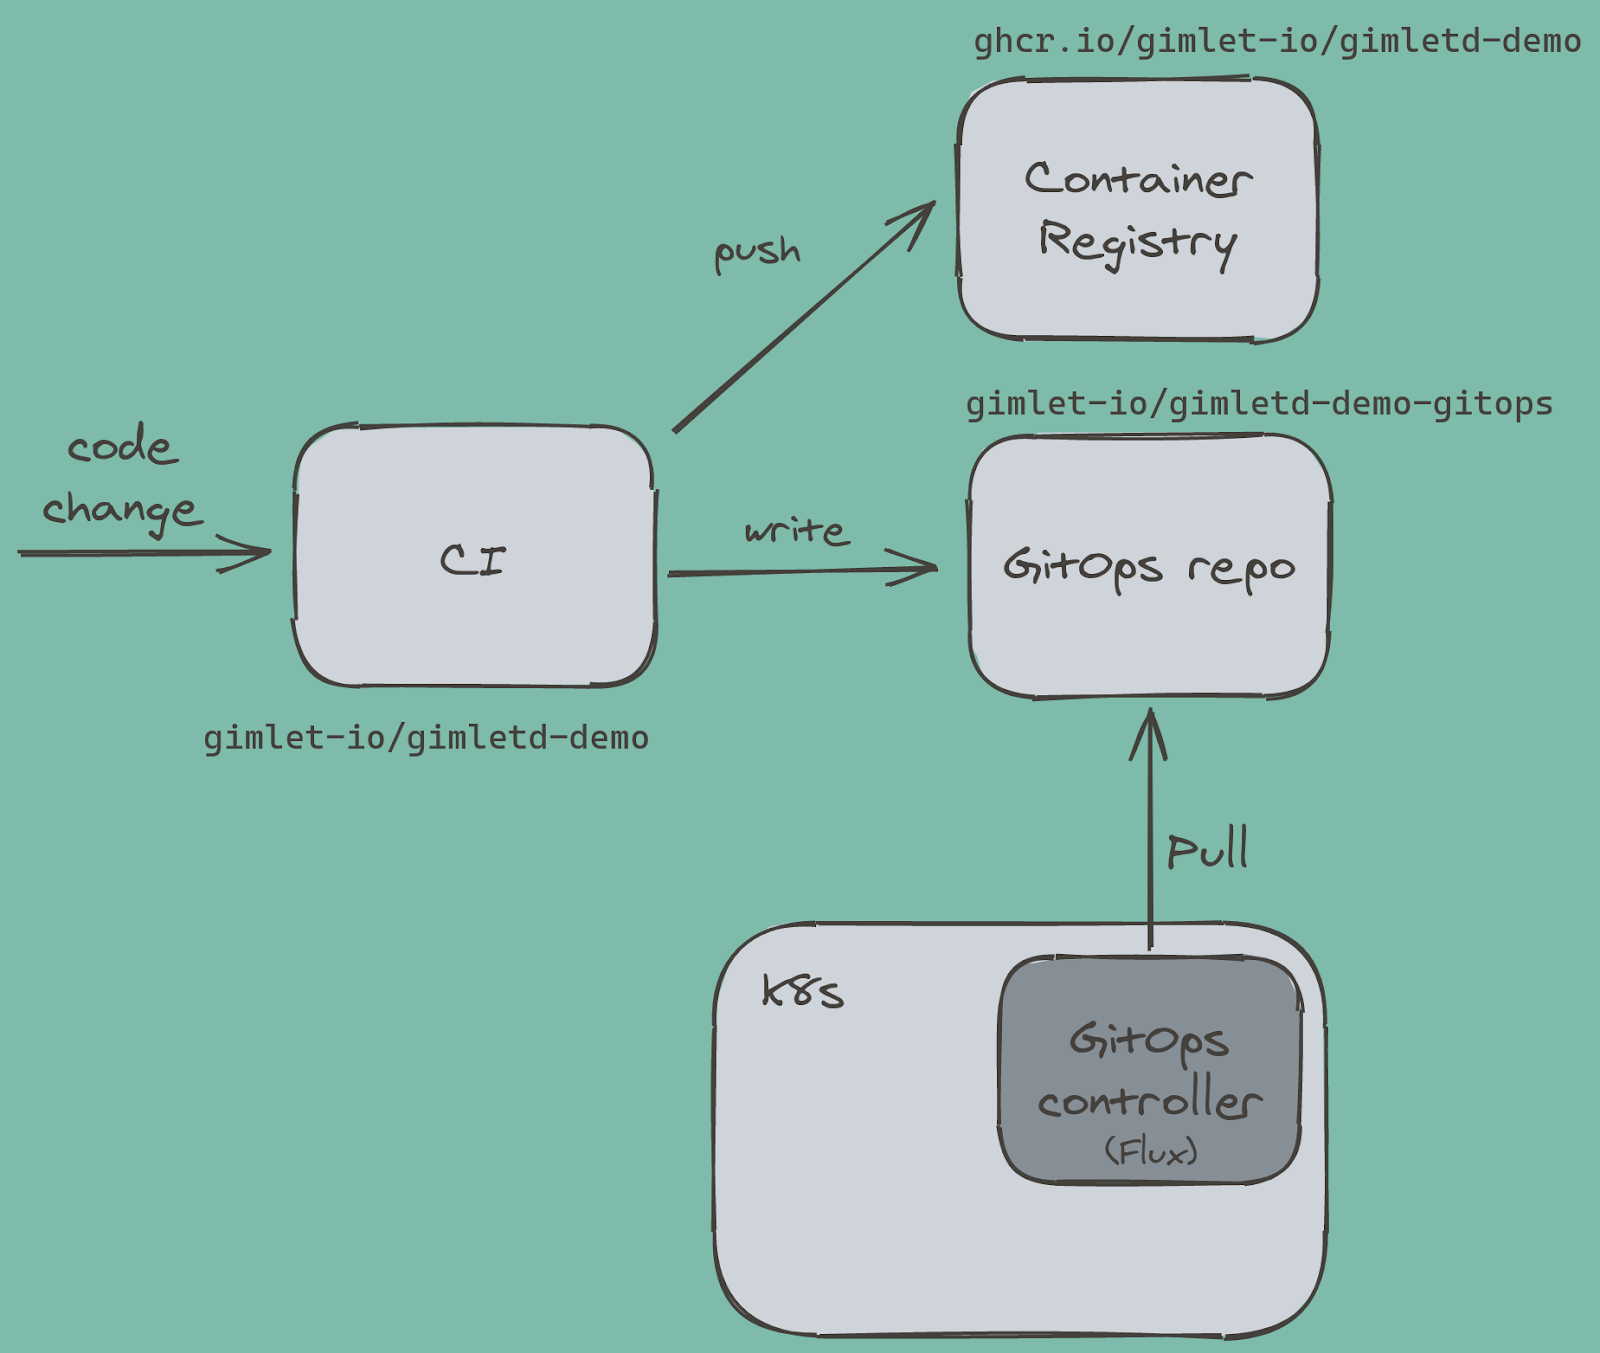 ghcr.io/gimlet-io/gimletd-demo
Container
Registry
push
gimlet-io/gimletd-demo-gitops
code
change
CI
write
GitOps repo
gimlet-io/gimletd-demo
Pull
k8s
GitOps
controller
(Flux)